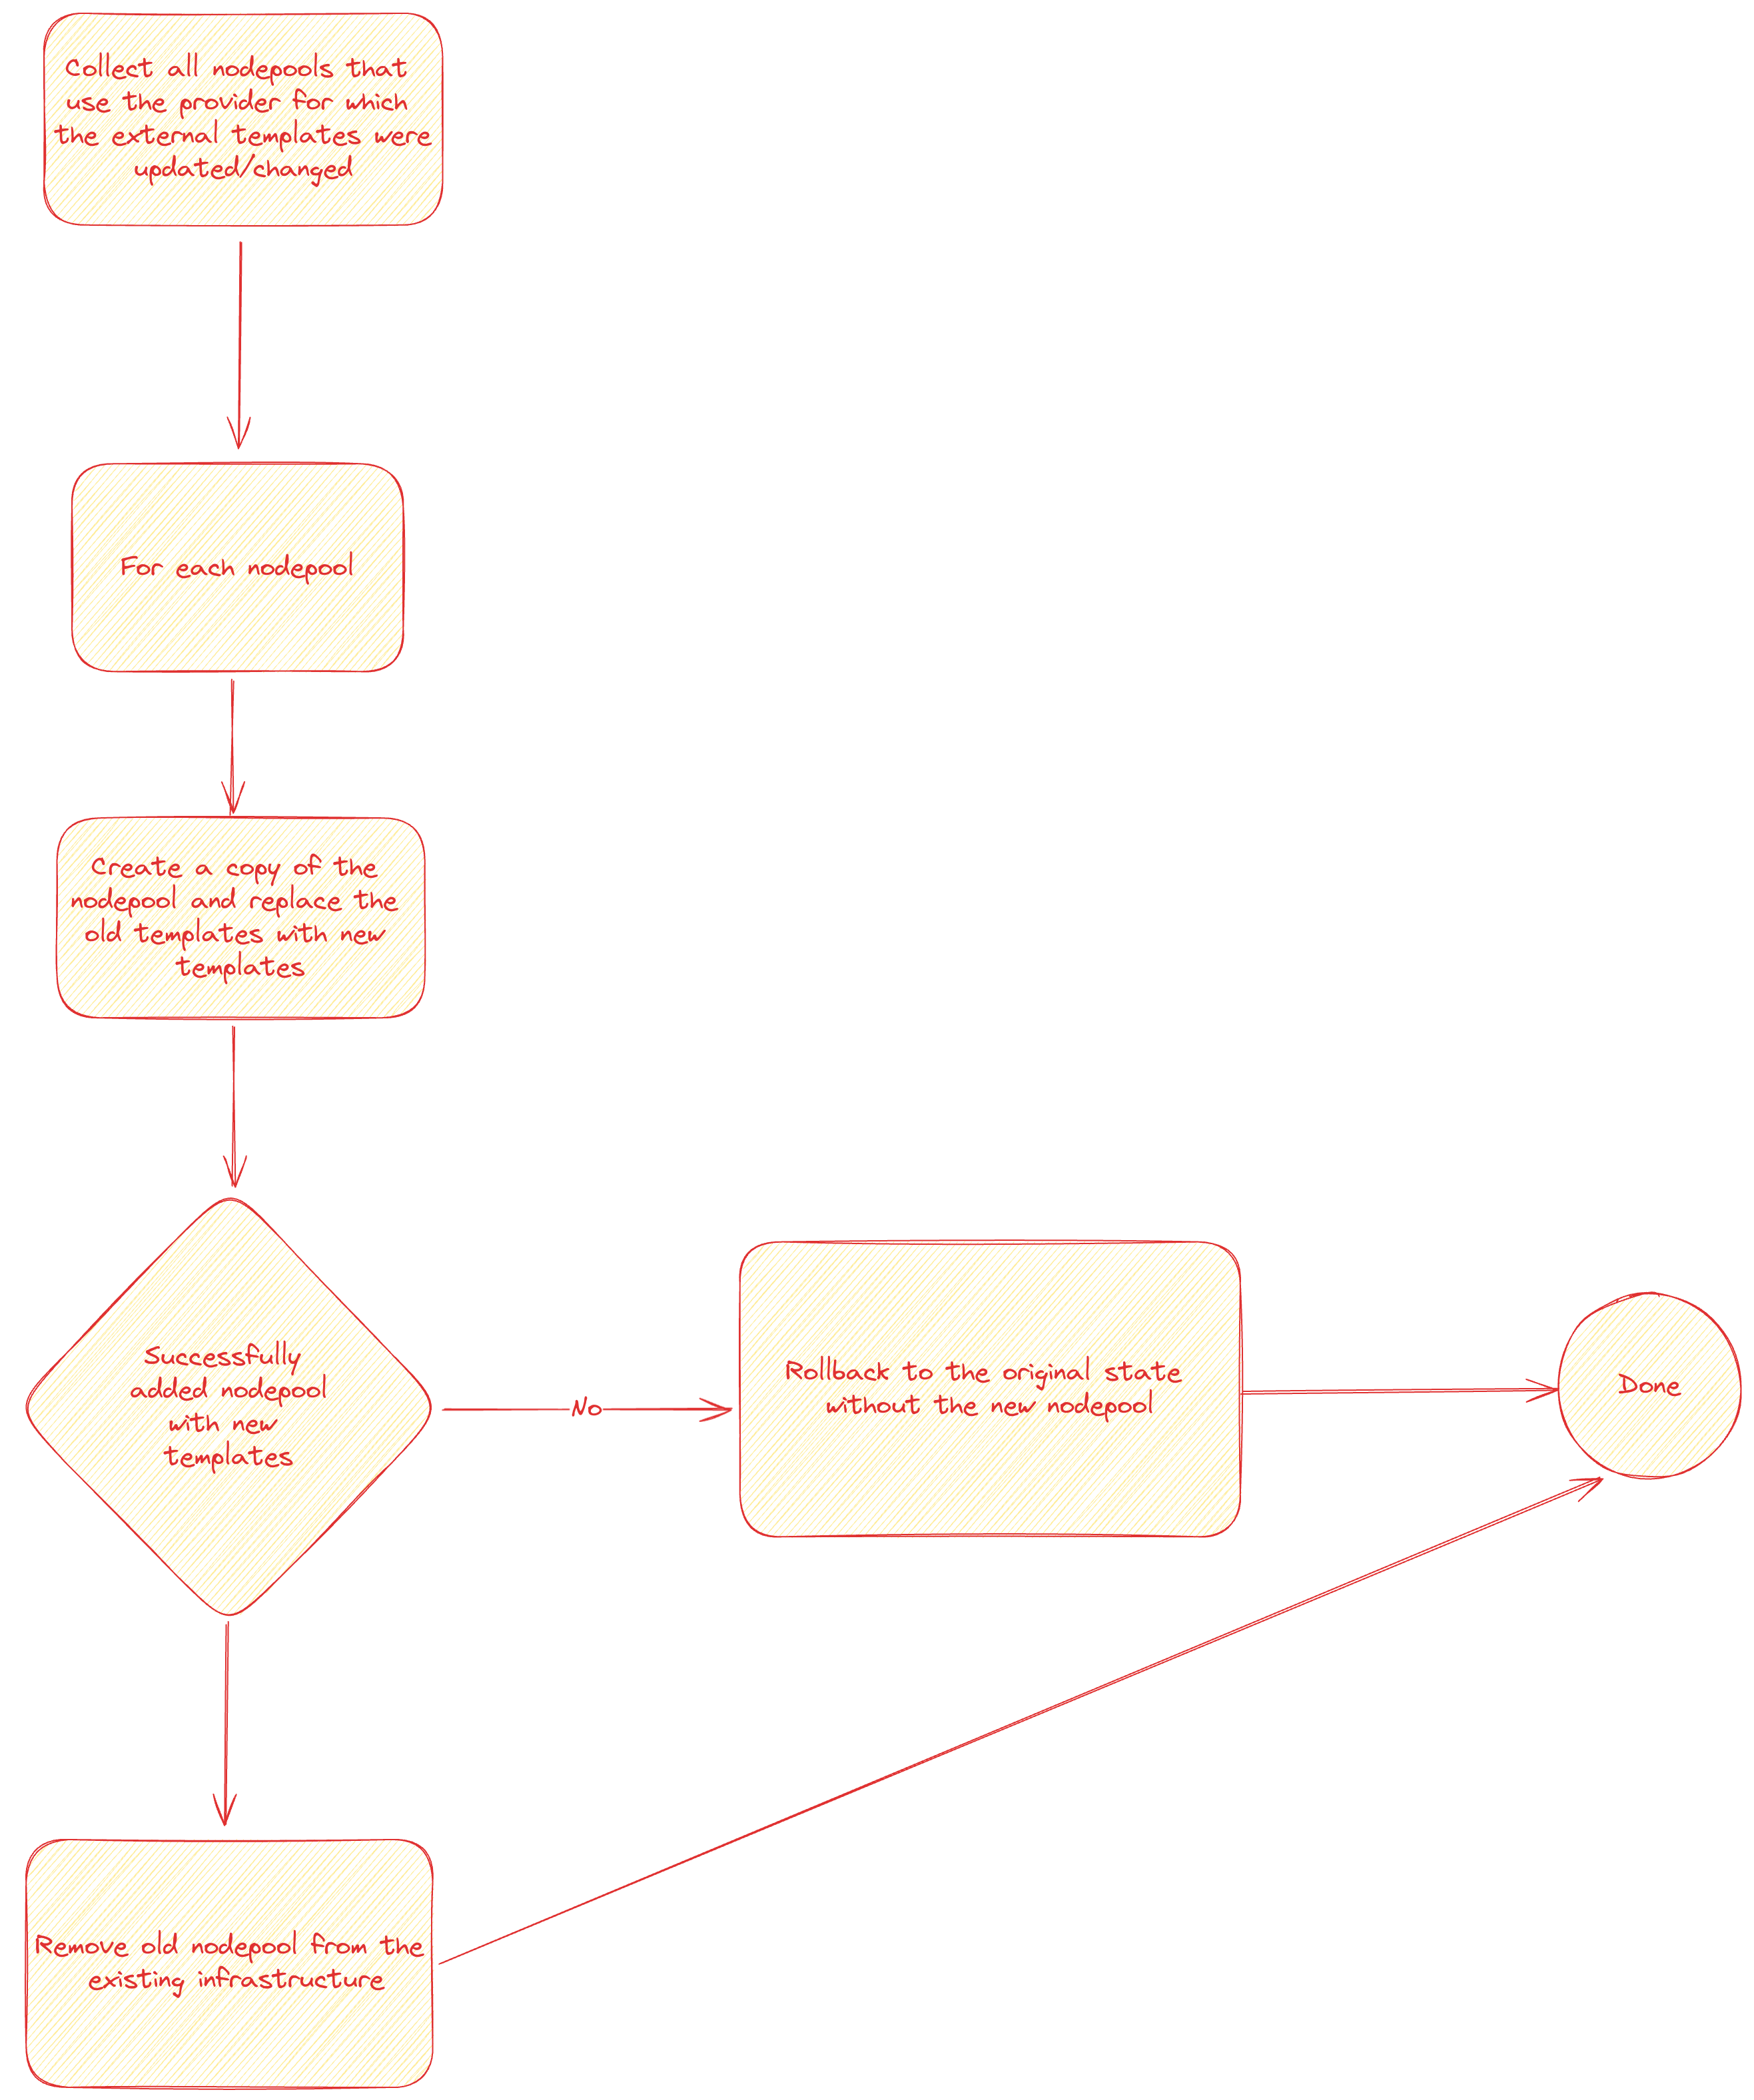 Collect all nodepools that
use the provider for which
the external templates were
updated/changed
For each nodepool
Create a copy of the
nodepool and replace the
old templates with new
templates
Successfully
added nodepool
with new
templates
No
Rollback to the original state
without the new nodepool
Done
Remove old nodepool from the
existing infrastructure